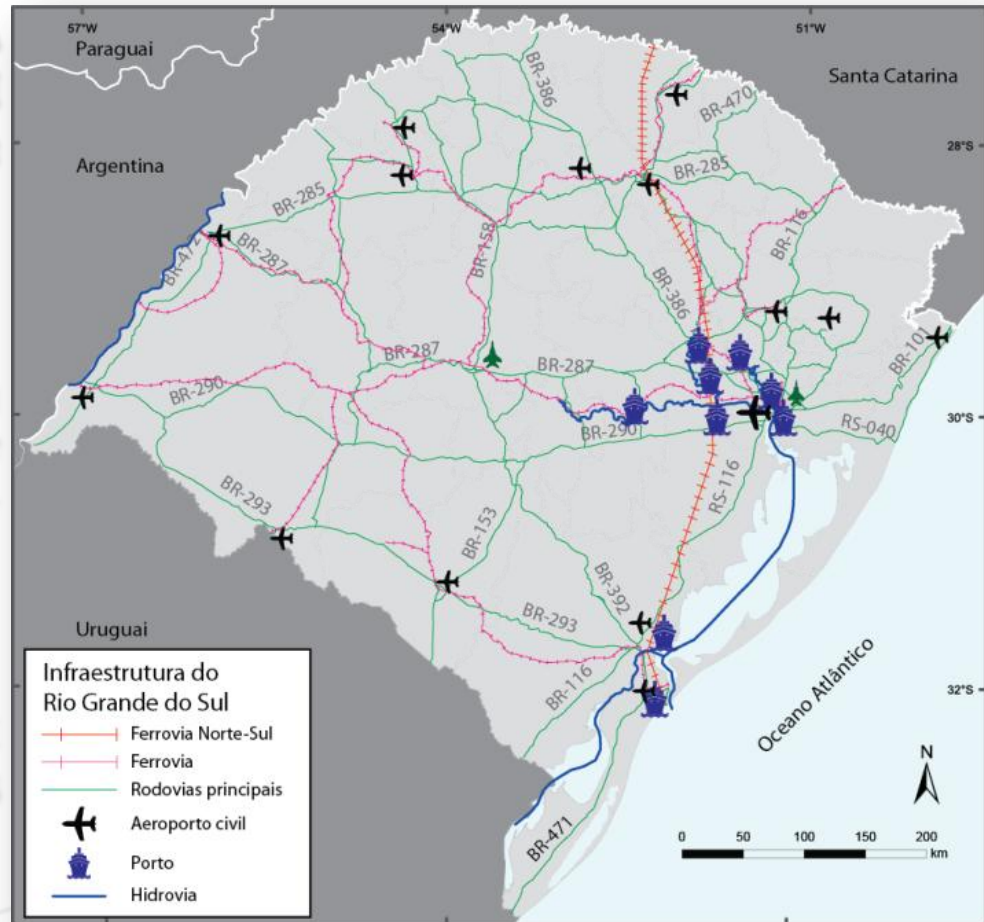 57°W
54°W
51°W
Paraguai
Santa Catarina
BR-386
BR-470
28°S
Argentina
BR-285
BR-285
BR-116
BR-158
BR-472
BR-287
BR-386
BR-101
BR-287
BR-287
BR-290
30°S
BR-290
RS-040
RS-116
BR-293
BR-153
BR-392
BR-293
Uruguai
BR-116
32°S
Oceano Atlântico
BR-471
Infraestrutura do
Rio Grande do Sul
Ferrovia Norte-Sul
Ferrovia
Rodovias principais
Aeroporto civil
Porto
Hidrovia
N
0 50 100 150 200
km